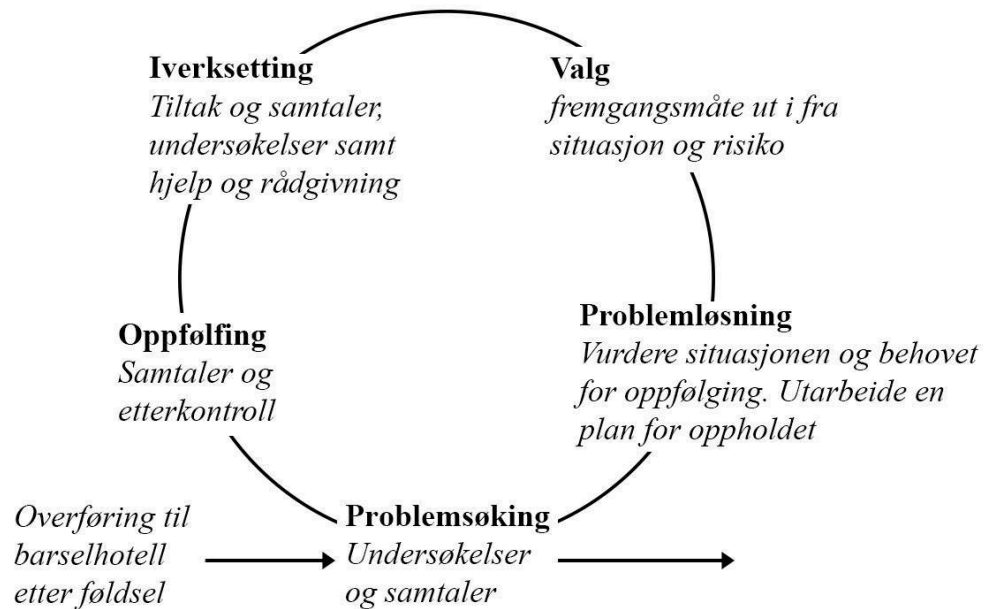 Iverksetting
Tiltak og samtaler,
undersøkelser samt
hjelp og rådgivning
Valg
fremgangsmåte ut i fra
situasjon og risiko
Oppfølfing
Samtaler og
etterkontroll
Problemløsning
Vurdere situasjonen og behovet
for oppfølging. Utarbeide en
plan for oppholdet
Overføring til
barselhotell
etter føldsel
Problemsøking
Undersøkelser
og samtaler